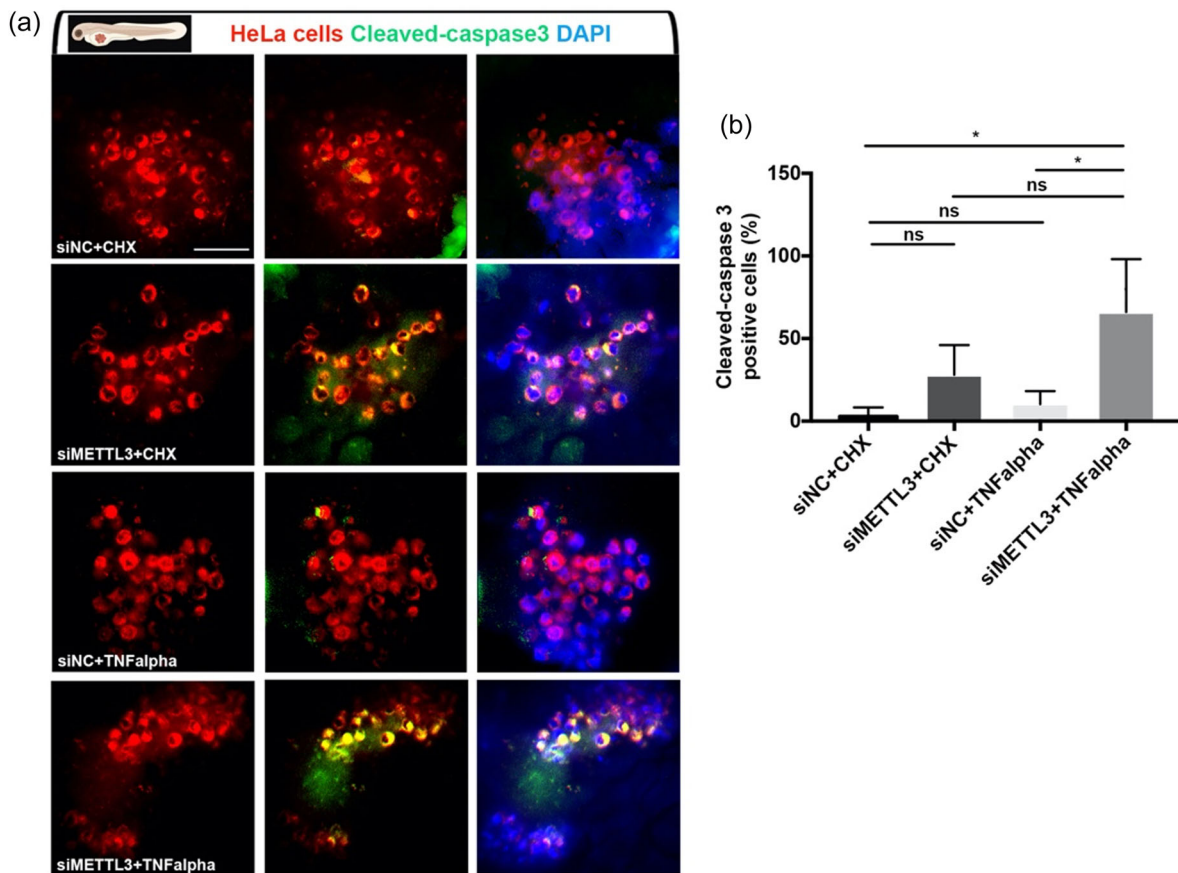 (a)
HeLa cells Cleaved-caspase3 DAPI
siNC+CHX
siMETTL3+CHX
siNC+TNFalpha
siMETTL3+TNFalpha
(b)
*
*
ns
ns
ns
150
100
50
0
Cleaved-caspase 3
positive cells (%)
siNC+CHX
siMETTL3+CHX
siNC+TNFalpha
siMETTL3+TNFalpha